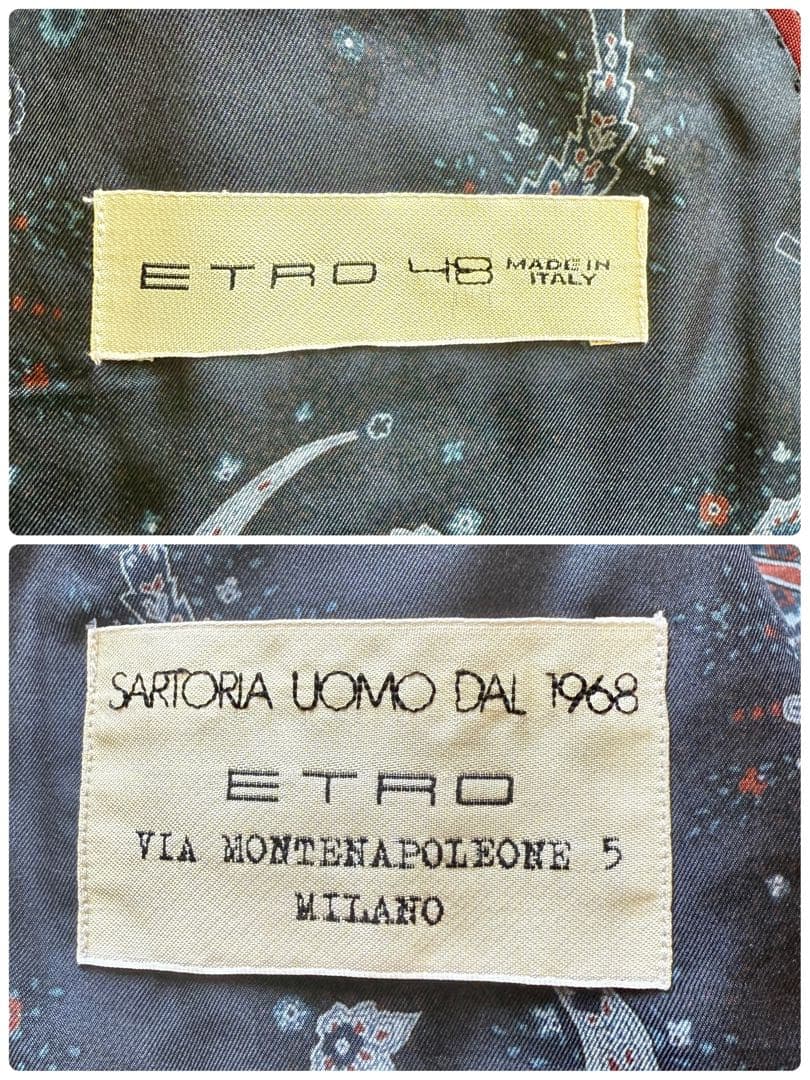 ETRO 48 MADE IN
ITALY
SARTORIA UOMO DAL 1968
ETRO
VIA MONTENAPOLEONE 5
MILANO